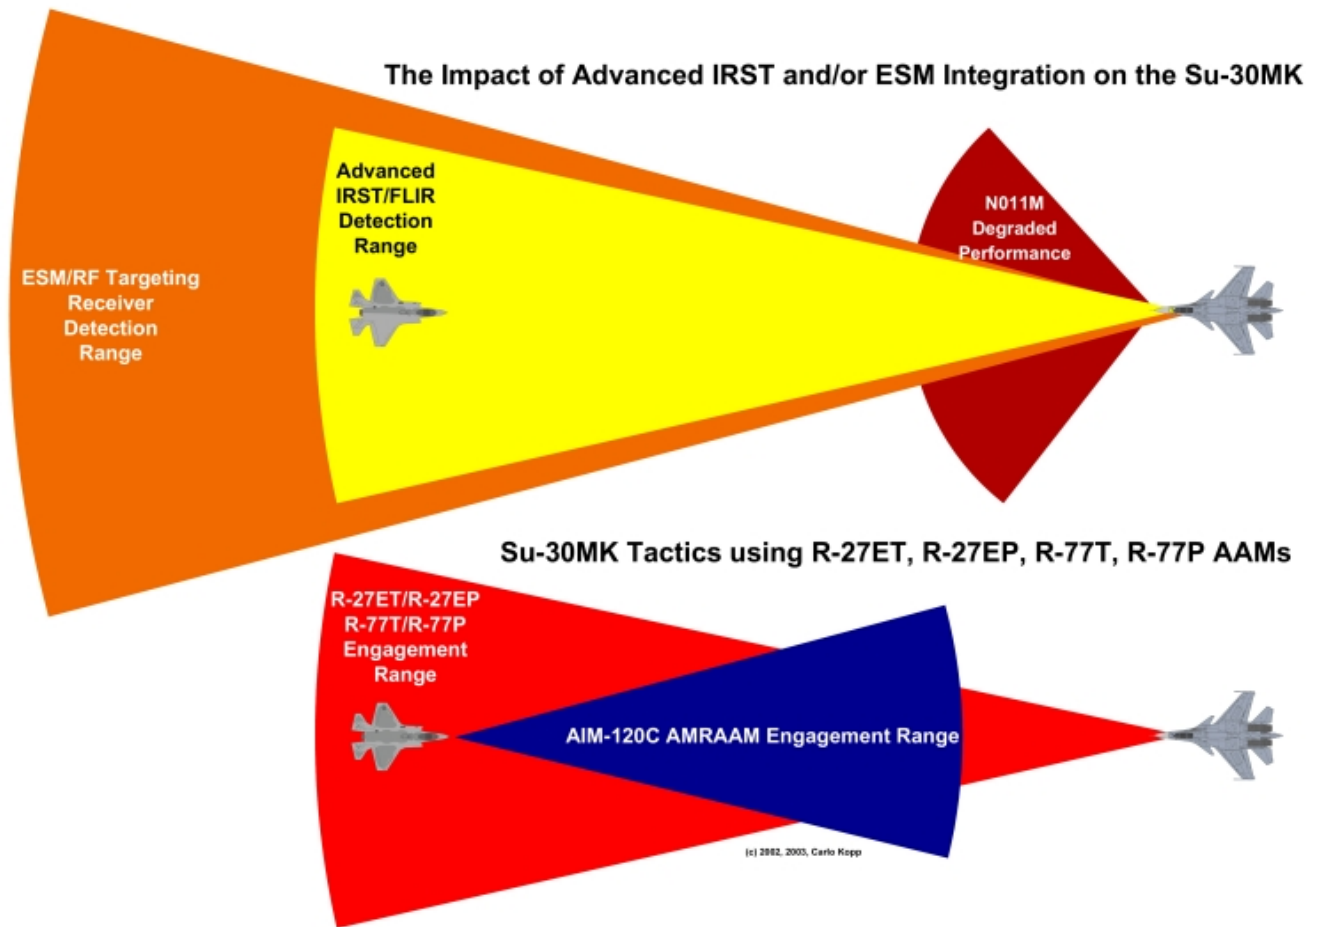 The Impact of Advanced IRST and/or ESM Integration on the Su-30MK
Advanced
IRST/FLIR
Detection
Range
N011M
Degraded
Performance
ESM/RF Targeting
Receiver
Detection
Range
Su-30MK Tactics using R-27ET, R-27EP, R-77T, R-77P AAMs
R-27ET/R-27EP
R-77T/R-77P
Engagement
Range
AIM-120C AMRAAM Engagement Range
(c) 2002, 2003, Carlo Kopp